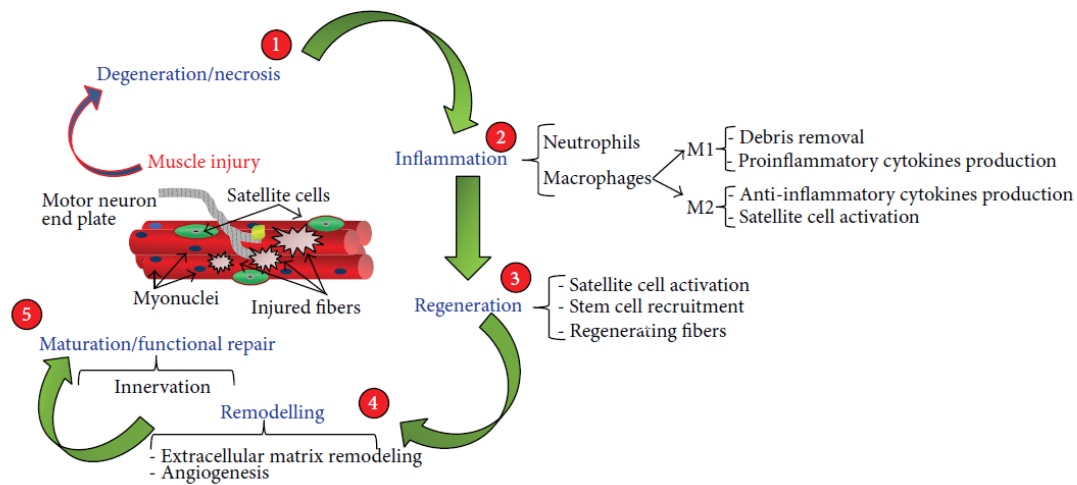 1
Degeneration/necrosis
2
Inflammation
Neutrophils
Macrophages
M1
- Debris removal
- Proinflammatory cytokines production
M2
- Anti-inflammatory cytokines production
- Satellite cell activation
Muscle injury
Motor neuron
end plate
Satellite cells
Myonuclei
Injured fibers
3
Regeneration
- Satellite cell activation
- Stem cell recruitment
- Regenerating fibers
4
Remodelling
- Extracellular matrix remodeling
- Angiogenesis
5
Maturation/functional repair
Innervation